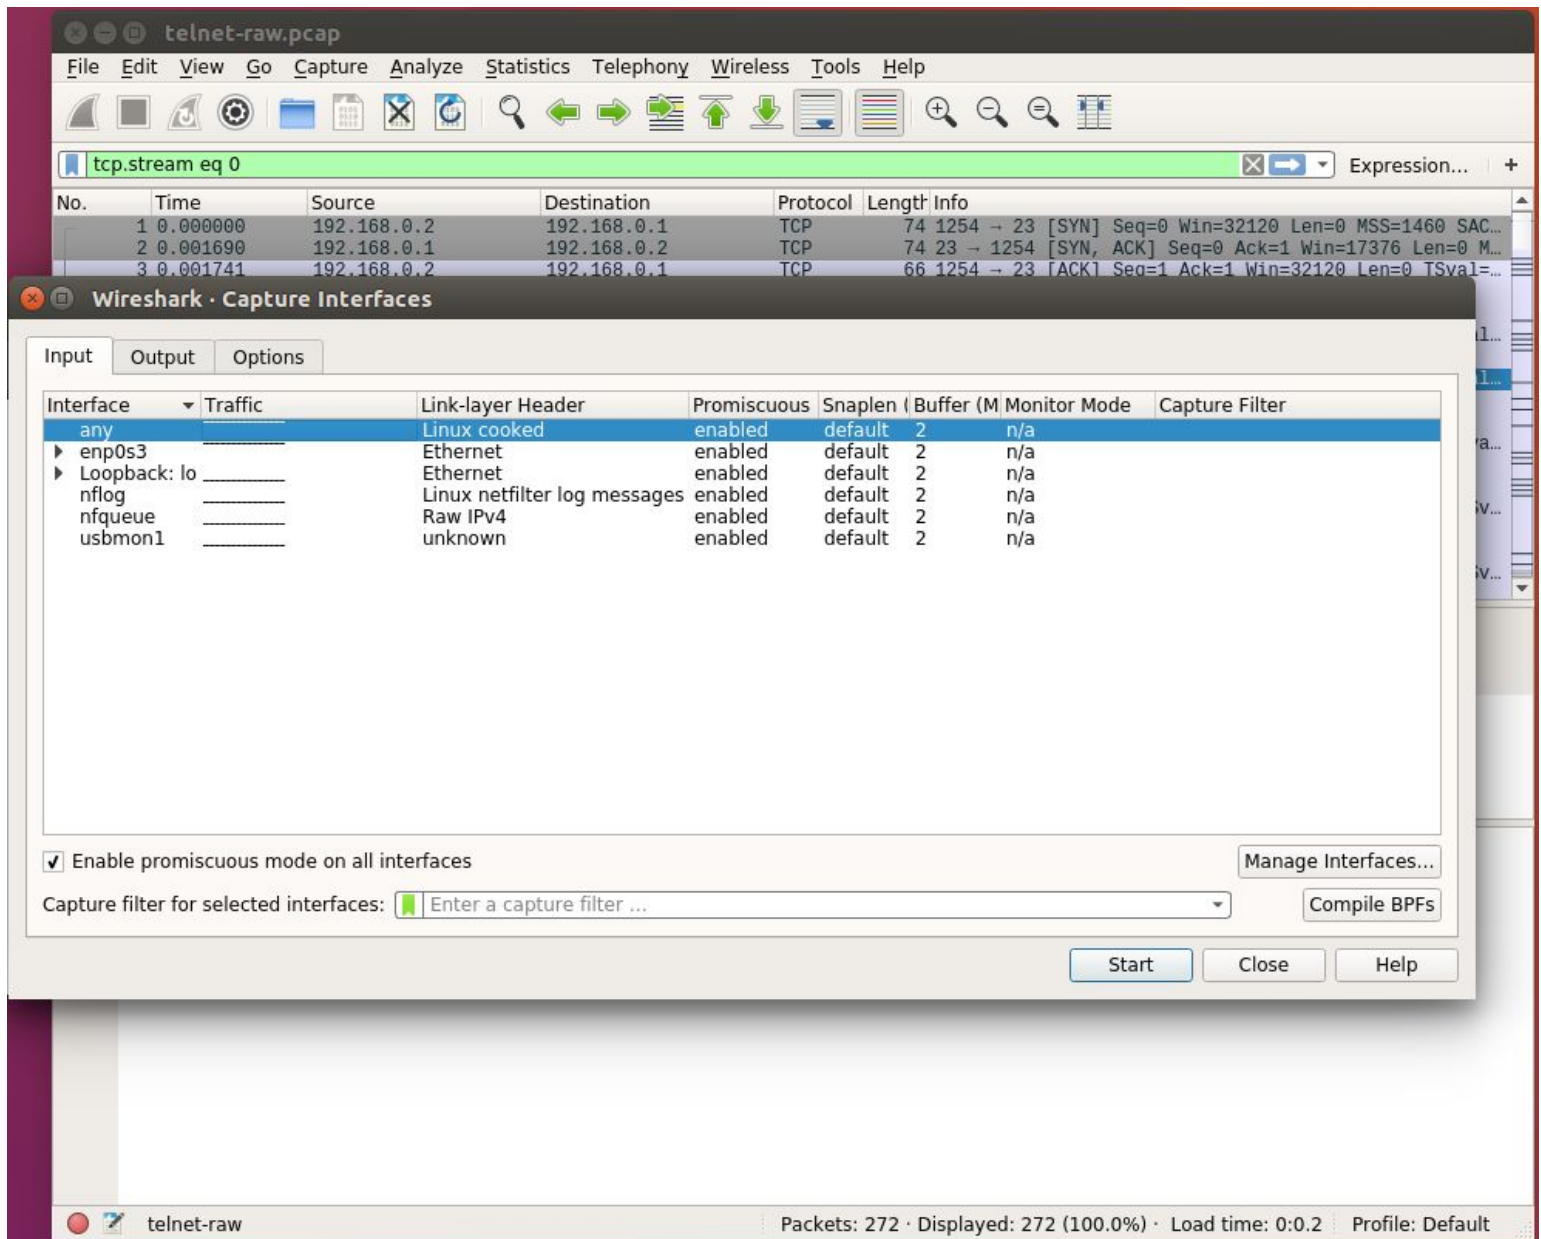 telnet-raw.pcap
File Edit View Go Capture Analyze Statistics Telephony Wireless Tools Help
tcp.stream eq 0 Expression... +
No. Time Source Destination Protocol Length Info
1 0.000000 192.168.0.2 192.168.0.1 TCP 74 1254 → 23 [SYN] Seq=0 Win=32120 Len=0 MSS=1460 SAC…
2 0.001690 192.168.0.1 192.168.0.2 TCP 74 23 → 1254 [SYN, ACK] Seq=0 Ack=1 Win=17376 Len=0 M…
3 0.001741 192.168.0.2 192.168.0.1 TCP 66 1254 → 23 [ACK] Seq=1 Ack=1 Win=32120 Len=0 TSval=…
Wireshark · Capture Interfaces
Input Output Options
Interface Traffic Link-layer Header Promiscuous Snaplen ( Buffer (M Monitor Mode Capture Filter
any Linux cooked enabled default 2 n/a
enp0s3 Ethernet enabled default 2 n/a
Loopback: lo Ethernet enabled default 2 n/a
nflog Linux netfilter log messages enabled default 2 n/a
nfqueue Raw IPv4 enabled default 2 n/a
usbmon1 unknown enabled default 2 n/a
Enable promiscuous mode on all interfaces Manage Interfaces...
Capture filter for selected interfaces: Enter a capture filter ... Compile BPFs
Start Close Help
telnet-raw Packets: 272 · Displayed: 272 (100.0%) · Load time: 0:0.2 Profile: Default